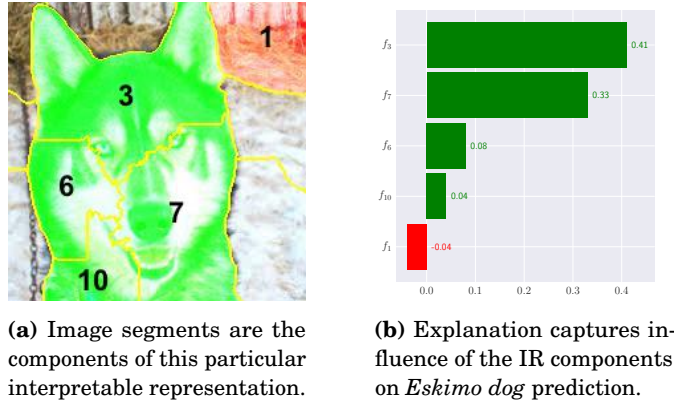 1
3
6
7
10
f3
0.41
f7
0.33
f6
0.08
f10
0.04
f1
-0.04
0.0 0.1 0.2 0.3 0.4
(a) Image segments are the
components of this particular
interpretable representation.
(b) Explanation captures in-
fluence of the IR components
on Eskimo dog prediction.